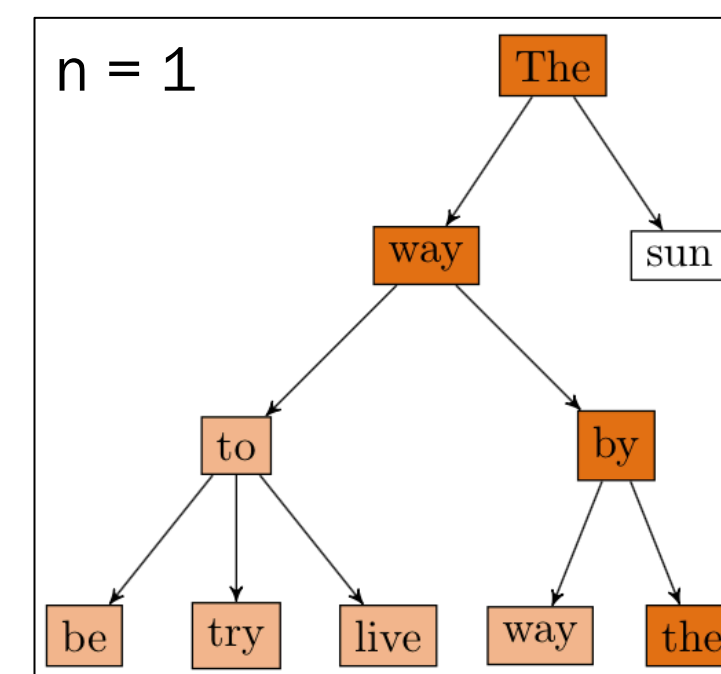 n = 1
The
way
sun
to
by
be
try
live
way
the